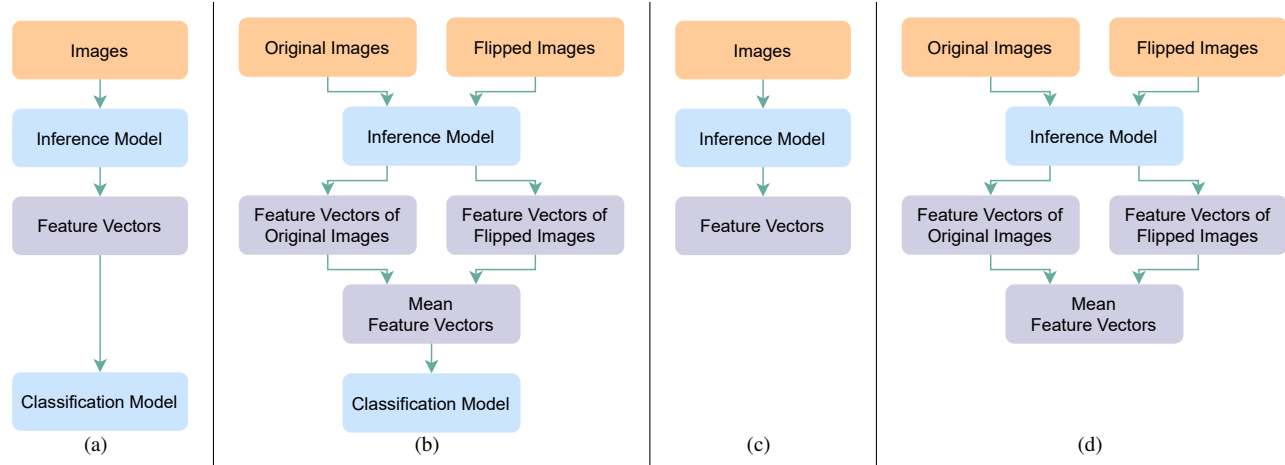 Images
Inference Model
Feature Vectors
Classification Model
(a)
Original Images
Flipped Images
Inference Model
Feature Vectors of
Original Images
Feature Vectors of
Flipped Images
Mean
Feature Vectors
Classification Model
(b)
Images
Inference Model
Feature Vectors
(c)
Original Images
Flipped Images
Inference Model
Feature Vectors of
Original Images
Feature Vectors of
Flipped Images
Mean
Feature Vectors
(d)